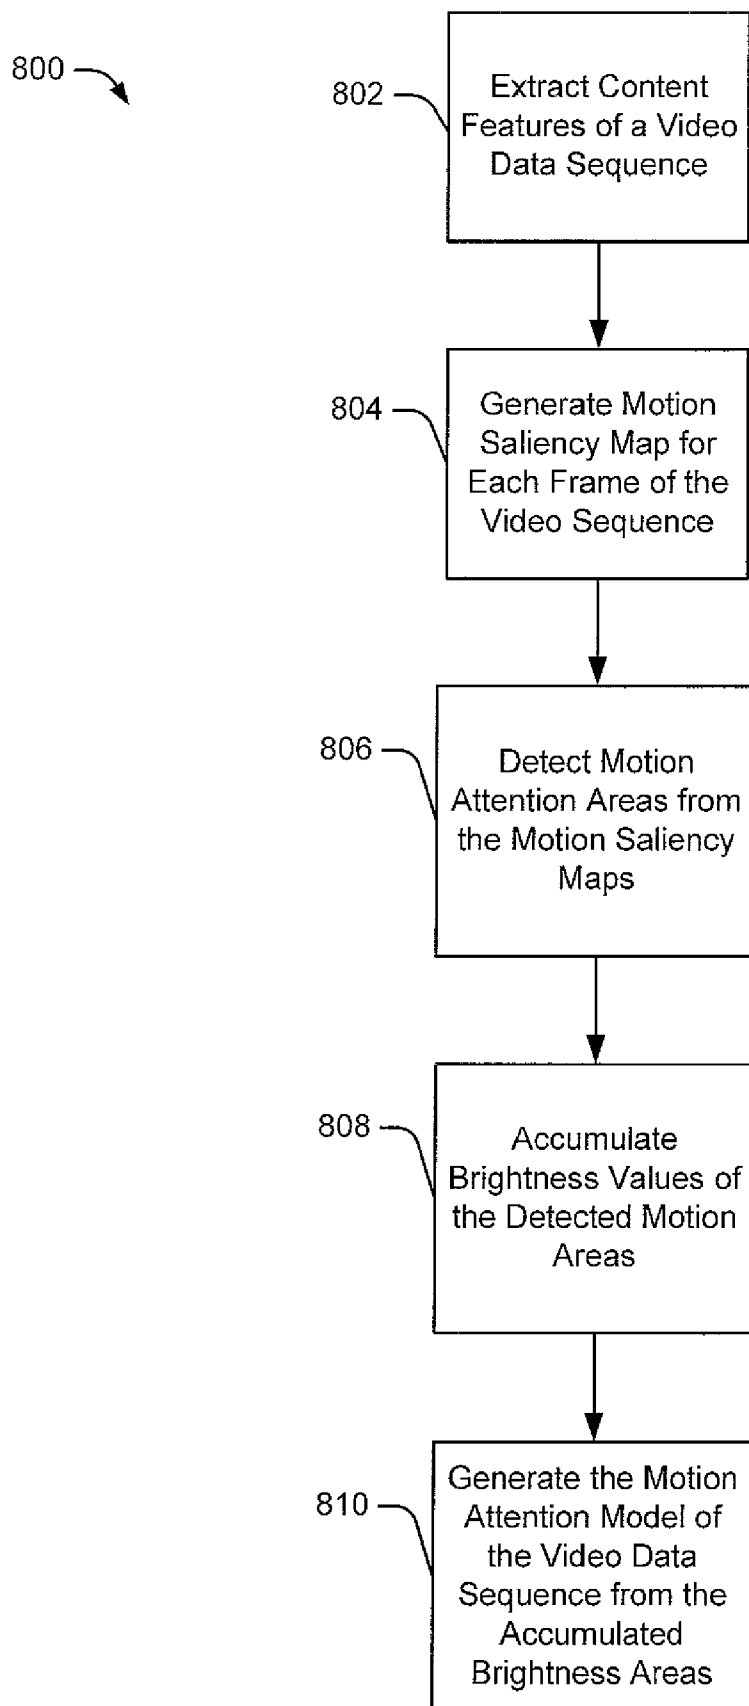 800
802
Extract Content
Features of a Video
Data Sequence
804
Generate Motion
Saliency Map for
Each Frame of the
Video Sequence
806
Detect Motion
Attention Areas from
the Motion Saliency
Maps
808
Accumulate
Brightness Values of
the Detected Motion
Areas
810
Generate the Motion
Attention Model of
the Video Data
Sequence from the
Accumulated
Brightness Areas